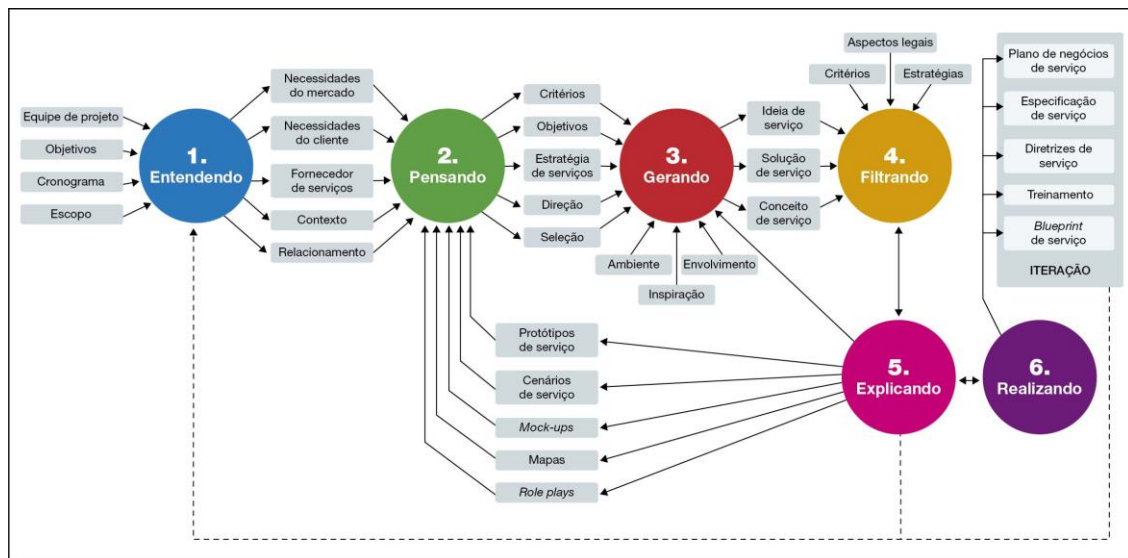 Equipe de projeto
Objetivos
Cronograma
Escopo
1.
Entendendo
Necessidades
do mercado
Necessidades
do cliente
Fornecedor
de serviços
Contexto
Relacionamento
2.
Pensando
Critérios
Objetivos
Estratégia
de serviços
Direção
Seleção
3.
Gerando
Ambiente
Envolvimento
Inspiração
Ideia de
serviço
Solução
de serviço
Conceito
de serviço
Aspectos legais
Critérios
Estratégias
4.
Filtrando
Protótipos
de serviço
Cenários
de serviço
Mock-ups
Mapas
Role plays
5.
Explicando
6.
Realizando
Plano de negócios
de serviço
Especificação
de serviço
Diretrizes de
serviço
Treinamento
Blueprint
de serviço
ITERAÇÃO